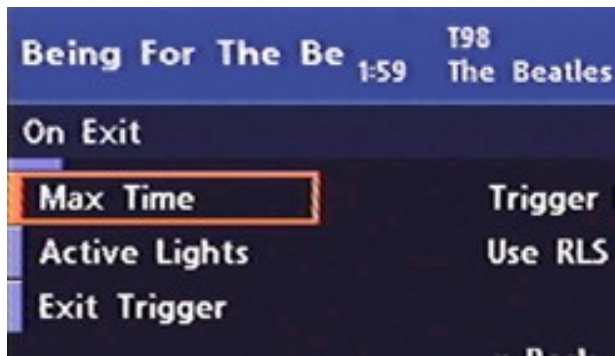 Being For The Be 1:59
T98
The Beatles
On Exit
Max Time
Trigger
Active Lights
Use RLS
Exit Trigger